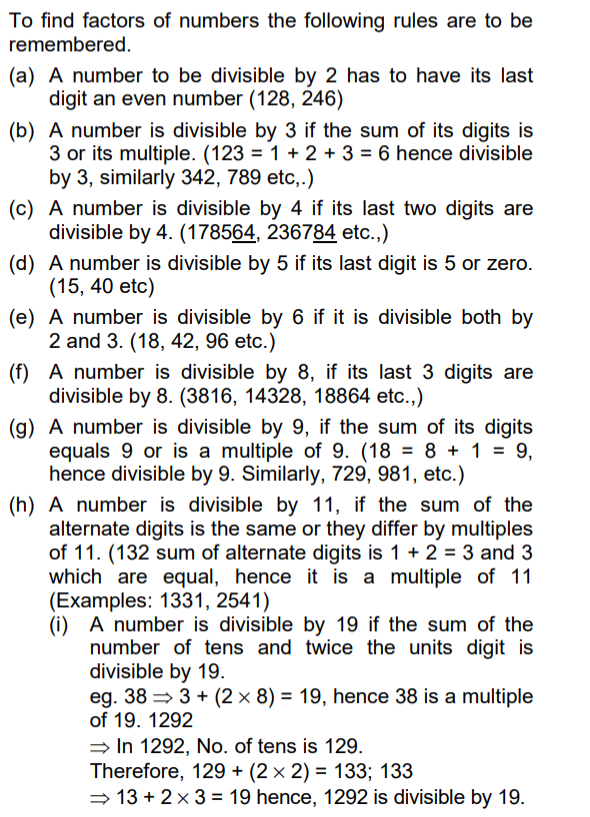 To find factors of numbers the following rules are to be
remembered.
(a) A number to be divisible by 2 has to have its last
digit an even number (128, 246)
(b) A number is divisible by 3 if the sum of its digits is
3 or its multiple. (123 = 1 + 2 + 3 = 6 hence divisible
by 3, similarly 342, 789 etc,.)
(c) A number is divisible by 4 if its last two digits are
divisible by 4. (178564, 236784 etc.,)
(d) A number is divisible by 5 if its last digit is 5 or zero.
(15, 40 etc)
(e) A number is divisible by 6 if it is divisible both by
2 and 3. (18, 42, 96 etc.)
(f) A number is divisible by 8, if its last 3 digits are
divisible by 8. (3816, 14328, 18864 etc.,)
(g) A number is divisible by 9, if the sum of its digits
equals 9 or is a multiple of 9. (18 = 8 + 1 = 9,
hence divisible by 9. Similarly, 729, 981, etc.)
(h) A number is divisible by 11, if the sum of the
alternate digits is the same or they differ by multiples
of 11. (132 sum of alternate digits is 1 + 2 = 3 and 3
which are equal, hence it is a multiple of 11
(Examples: 1331, 2541)
(i) A number is divisible by 19 if the sum of the
number of tens and twice the units digit is
divisible by 19.
eg. 38 ⇒ 3 + (2 × 8) = 19, hence 38 is a multiple
of 19. 1292
⇒ In 1292, No. of tens is 129.
Therefore, 129 + (2 × 2) = 133; 133
⇒ 13 + 2 × 3 = 19 hence, 1292 is divisible by 19.